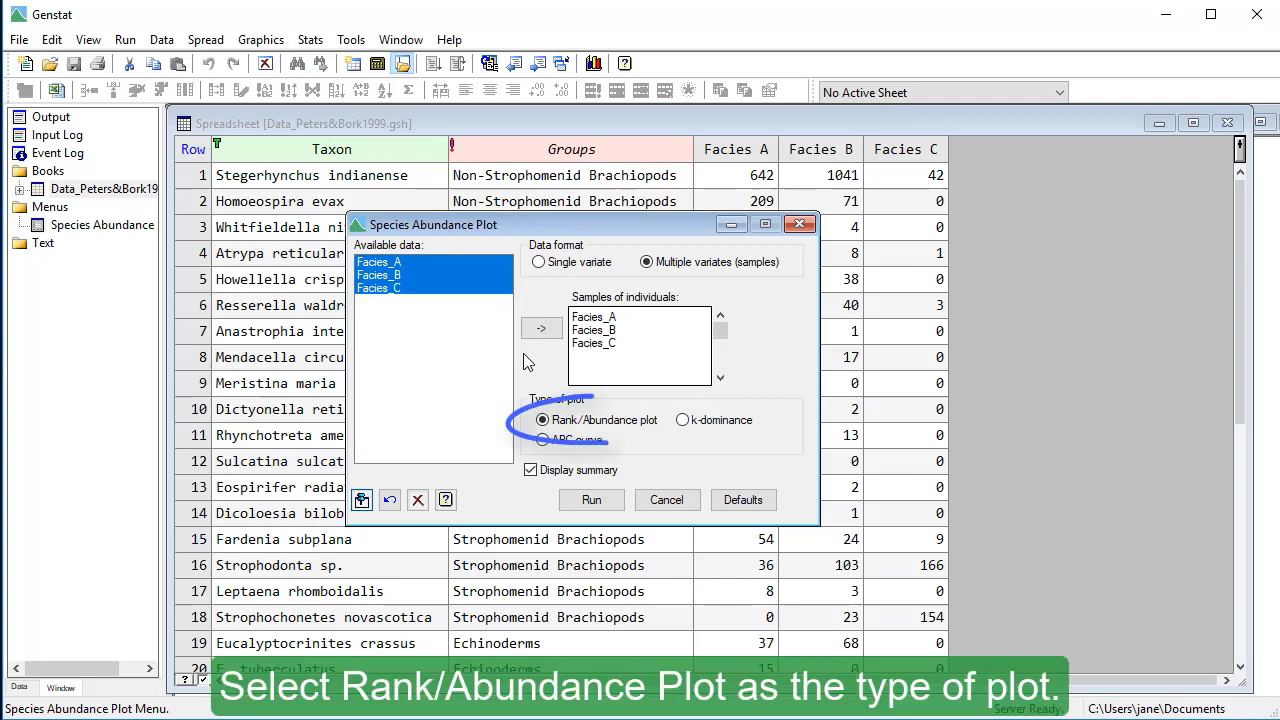 Genstat
File Edit View Run Data Spread Graphics Stats Tools Window Help
No Active Sheet
Output
Input Log
Event Log
Books
Data_Peters&Bork19
Menus
Species Abundance
Text
Data Window
Spreadsheet [Data_Peters&Bork1999.gsh]
Row Taxon Groups Facies A Facies B Facies C
1 Stegerhynchus indianense Non-Strophomenid Brachiopods 642 1041 42
2 Homoeospira evax Non-Strophomenid Brachiopods 209 71 0
3 Whitfieldella ni 4 0
4 Atrypa reticular 8 1
5 Howellella crisp 38 0
6 Resserella waldr 40 3
7 Anastrophia inte 1 0
8 Mendacella circu 17 0
9 Meristina maria 0 0
10 Dictyonella reti 2 0
11 Rhynchotreta ame 13 0
12 Sulcatina sulcat 0 0
13 Eospirifer radia 2 0
14 Dicoloesia bilob 1 0
15 Fardenia subplana Strophomenid Brachiopods 54 24 9
16 Strophodonta sp. Strophomenid Brachiopods 36 103 166
17 Leptaena rhomboidalis Strophomenid Brachiopods 8 3 0
18 Strophochonetes novascotica Strophomenid Brachiopods 0 23 154
19 Eucalyptocrinites crassus Echinoderms 37 68 0
20 E. tuberculatus Echinoderms 15 0 0
Species Abundance Plot
Available data:
Facies_A
Facies_B
Facies_C
Data format
Single variate Multiple variates (samples)
Samples of individuals:
Facies_A
Facies_B
Facies_C
->
Type of plot
Rank/Abundance plot k-dominance
ABC curve
Display summary
Run Cancel Defaults
Select Rank/Abundance Plot as the type of plot.
Species Abundance Plot Menu. Server Ready. C:\Users\jane\Documents